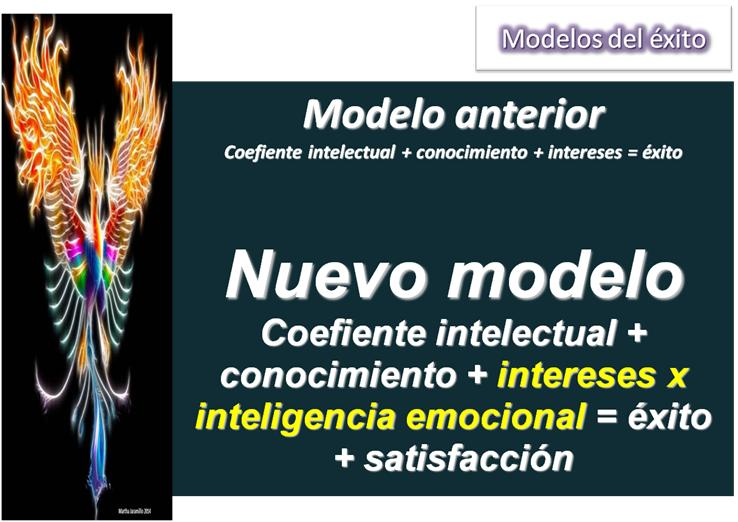 Modelos del éxito
Modelo anterior
Coefiente intelectual + conocimiento + intereses = éxito
Nuevo modelo
Coefiente intelectual +
conocimiento + intereses x
inteligencia emocional = éxito
+ satisfacción
Martha Jaramillo 2014